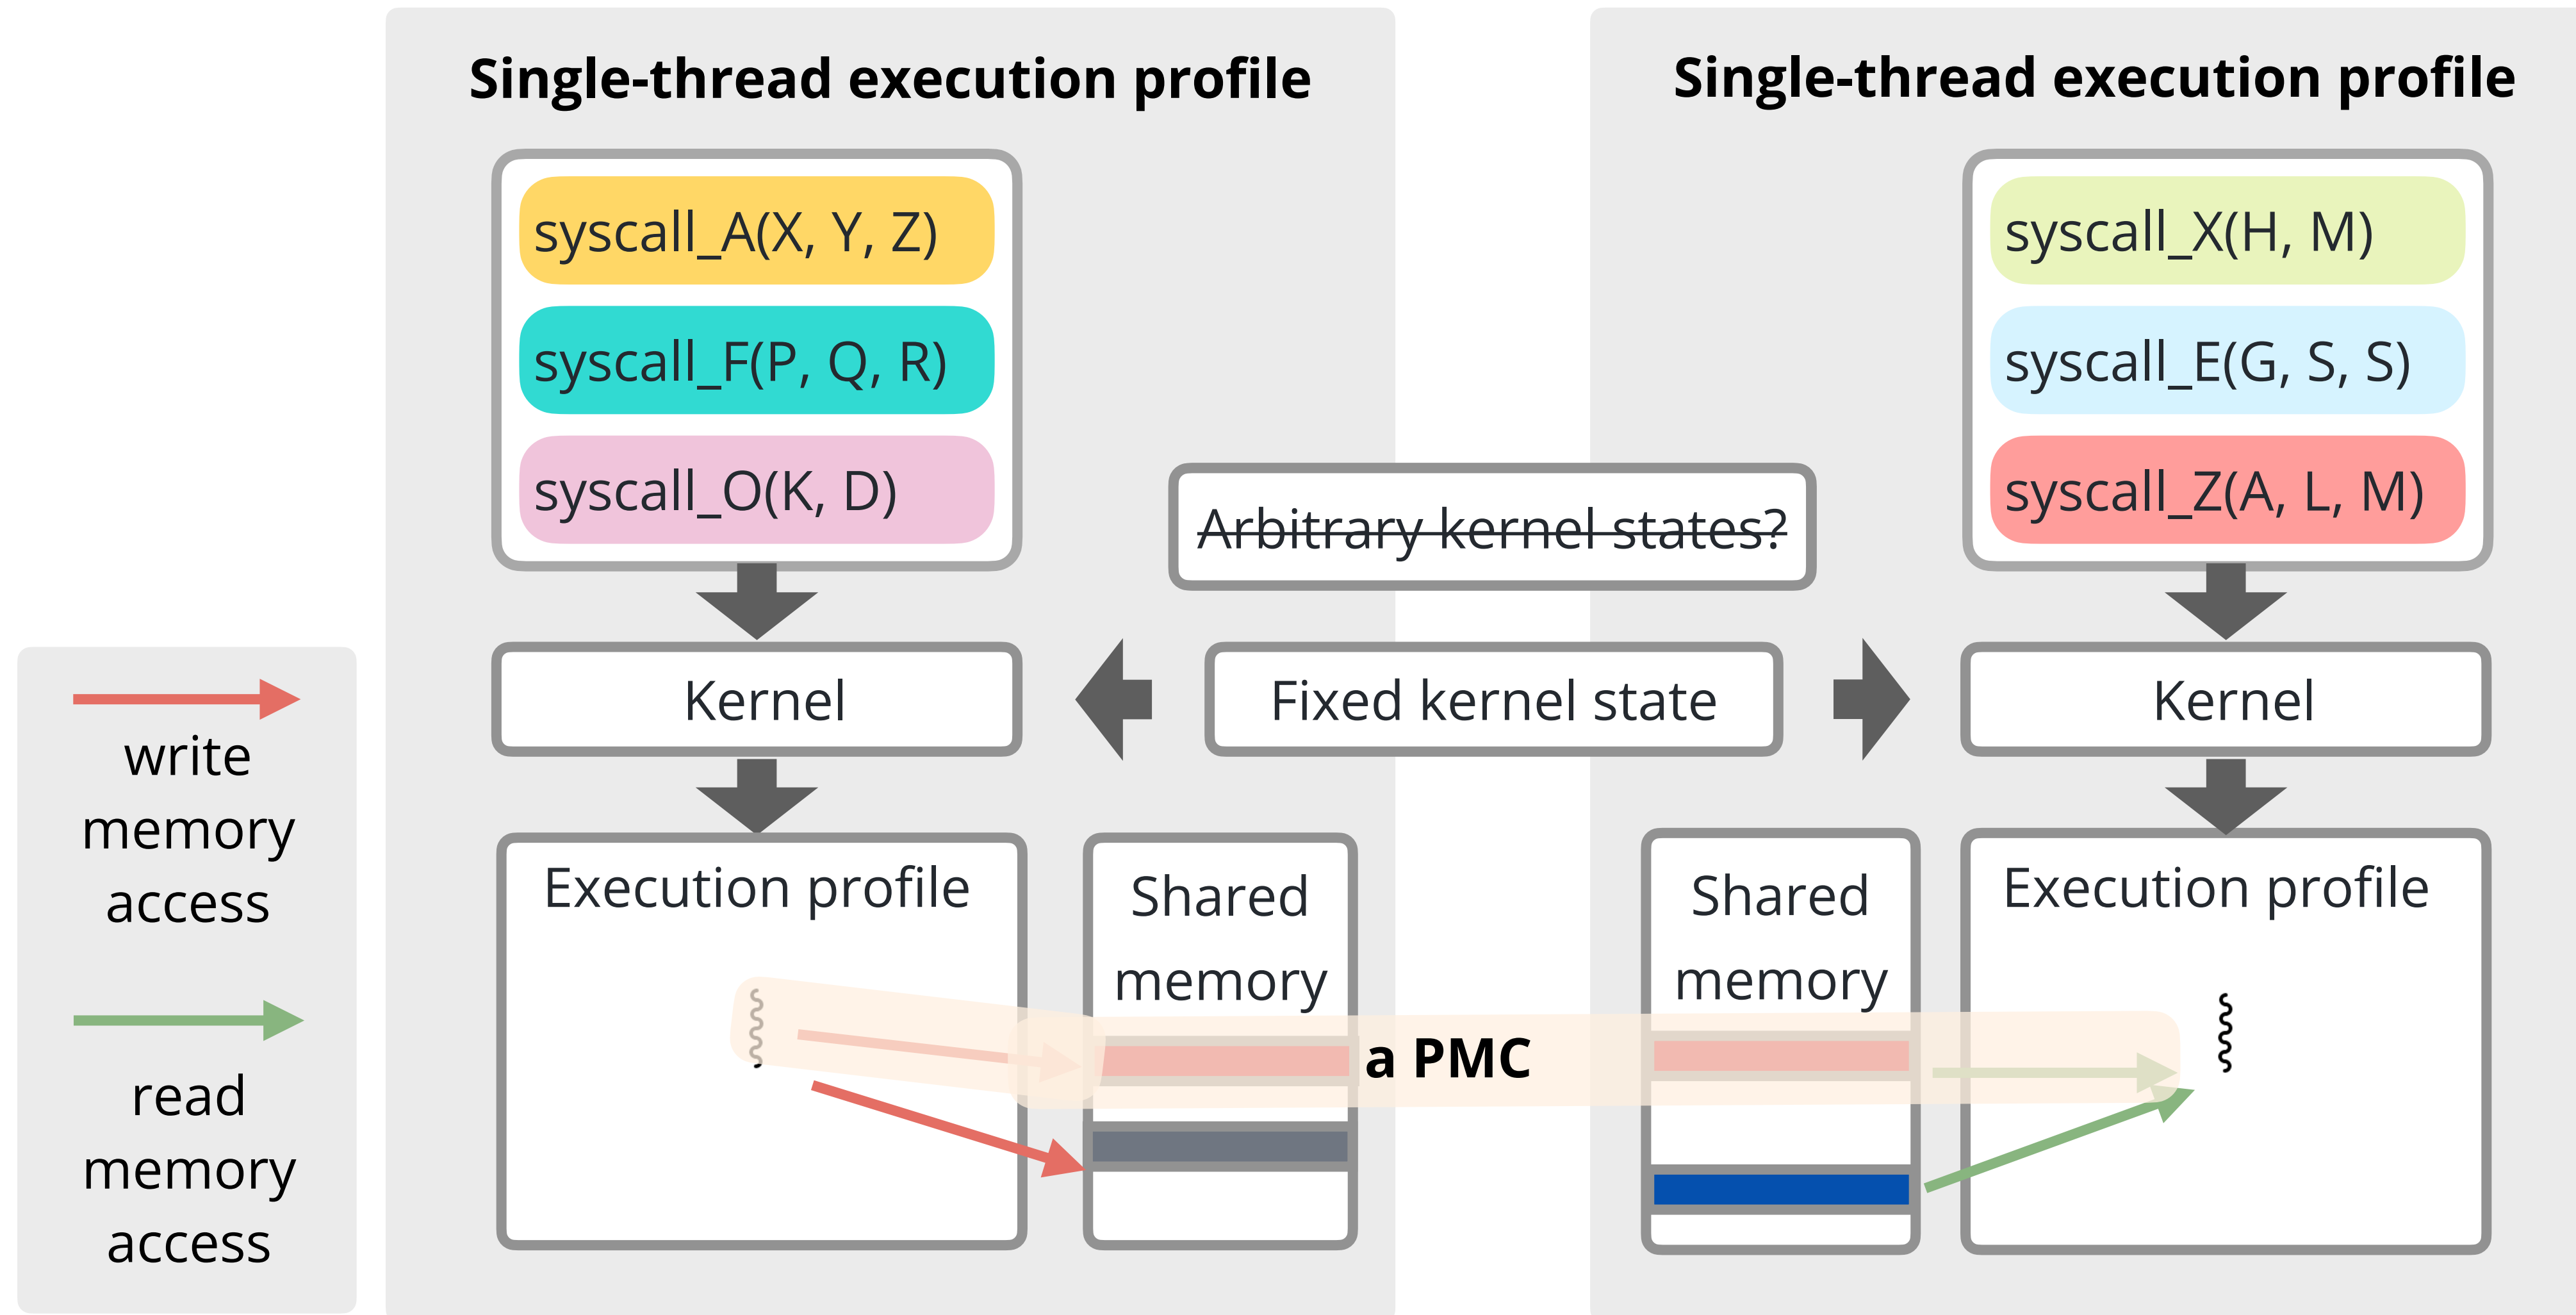 Single-thread execution profile
syscall_A(X, Y, Z)
syscall_F(P, Q, R)
syscall_O(K, D)
Kernel
Execution profile
Shared
memory
Arbitrary kernel states?
Fixed kernel state
a PMC
Single-thread execution profile
syscall_X(H, M)
syscall_E(G, S, S)
syscall_Z(A, L, M)
Kernel
Shared
memory
Execution profile
write
memory
access
read
memory
access